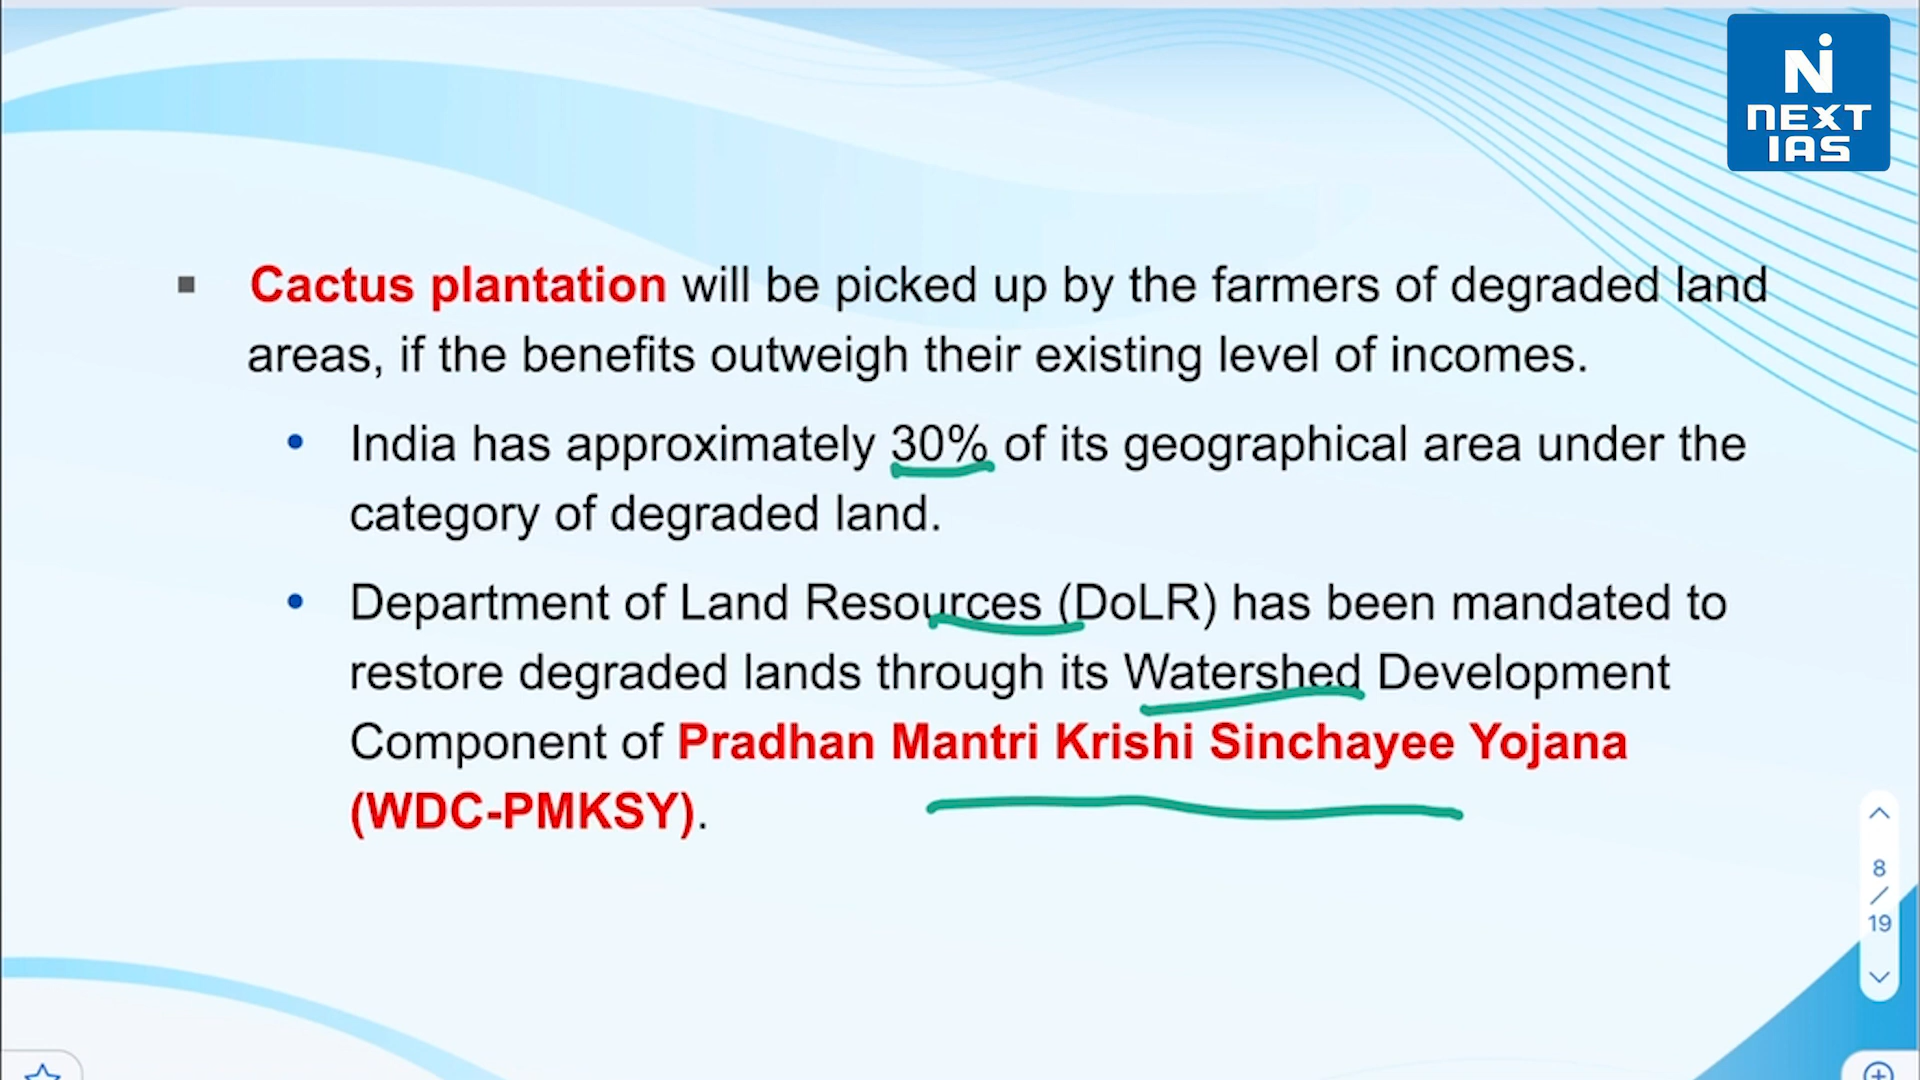 NEXT
IAS
Cactus plantation will be picked up by the farmers of degraded land
areas, if the benefits outweigh their existing level of incomes.
India has approximately 30% of its geographical area under the
category of degraded land.
Department of Land Resources (DoLR) has been mandated to
restore degraded lands through its Watershed Development
Component of Pradhan Mantri Krishi Sinchayee Yojana
(WDC-PMKSY).
8
/
19